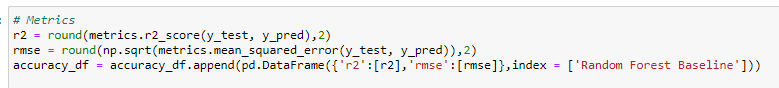 # Metrics
r2 = round(metrics.r2_score(y_test, y_pred),2)
rmse = round(np.sqrt(metrics.mean_squared_error(y_test, y_pred)),2)
accuracy_df = accuracy_df.append(pd.DataFrame({'r2':[r2],'rmse':[rmse]},index = ['Random Forest Baseline']))